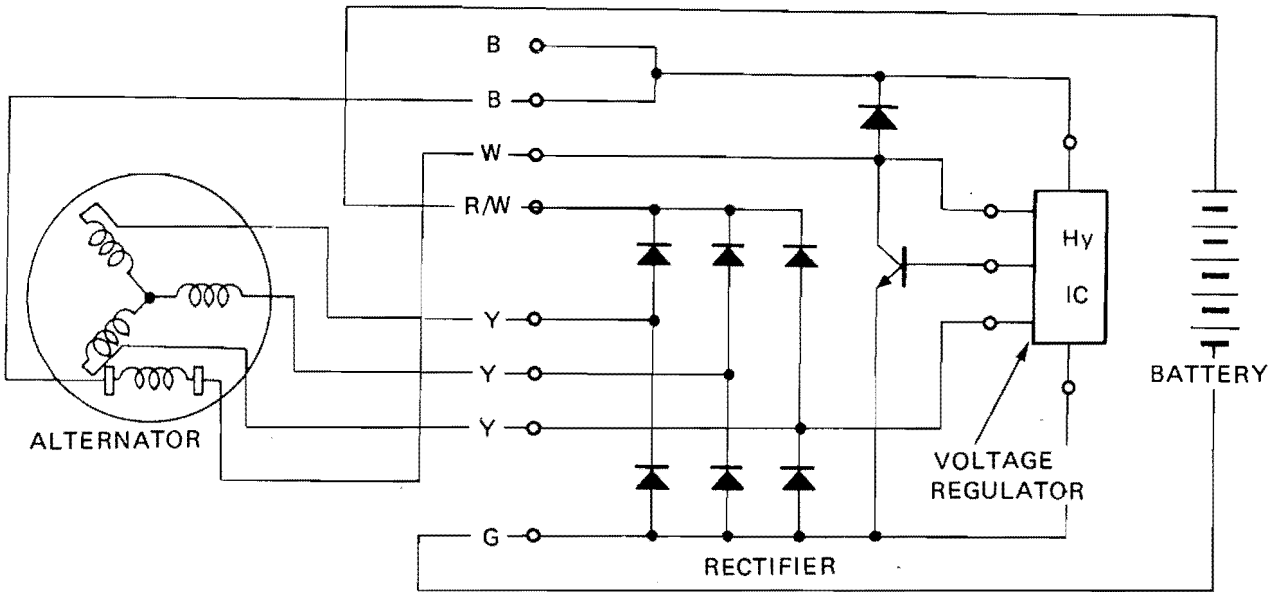 B
B
W
R/W
Y
Y
Y
G
ALTERNATOR
RECTIFIER
Hy
IC
VOLTAGE
REGULATOR
BATTERY